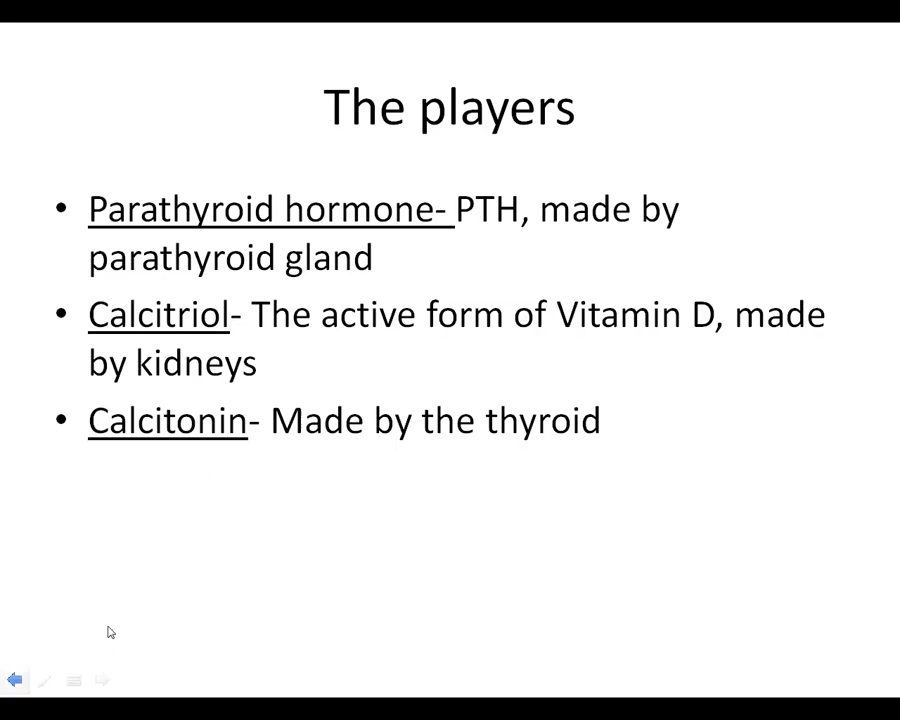 The players
• Parathyroid hormone- PTH, made by
parathyroid gland
• Calcitriol- The active form of Vitamin D, made
by kidneys
• Calcitonin- Made by the thyroid